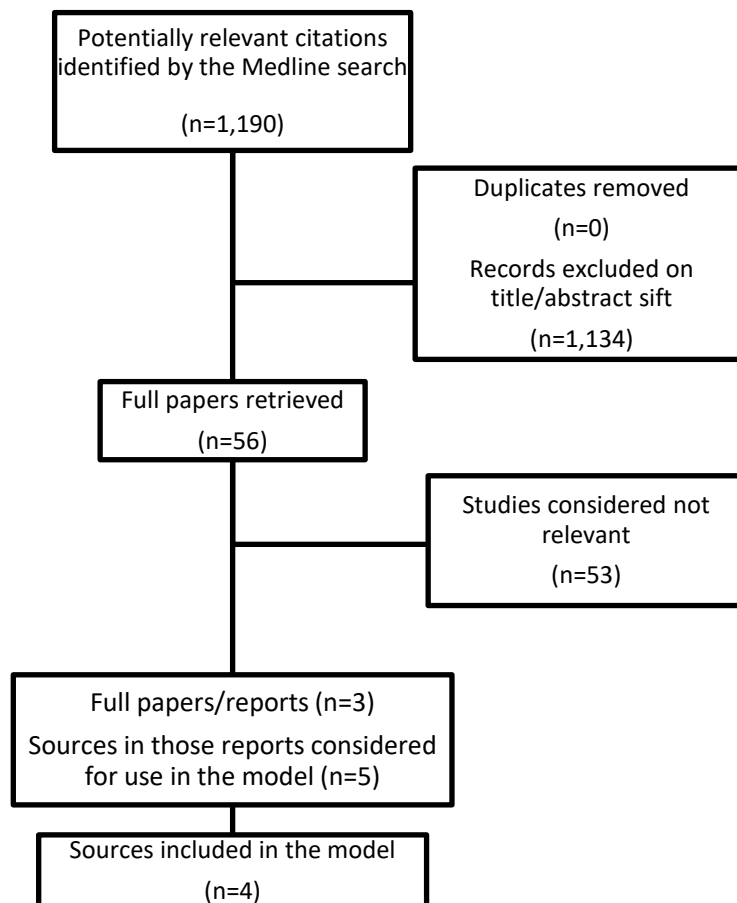 Potentially relevant citations
identified by the Medline search
(n=1,190)
Duplicates removed
(n=0)
Records excluded on
title/abstract sift
(n=1,134)
Full papers retrieved
(n=56)
Studies considered not
relevant
(n=53)
Full papers/reports (n=3)
Sources in those reports considered
for use in the model (n=5)
Sources included in the model
(n=4)